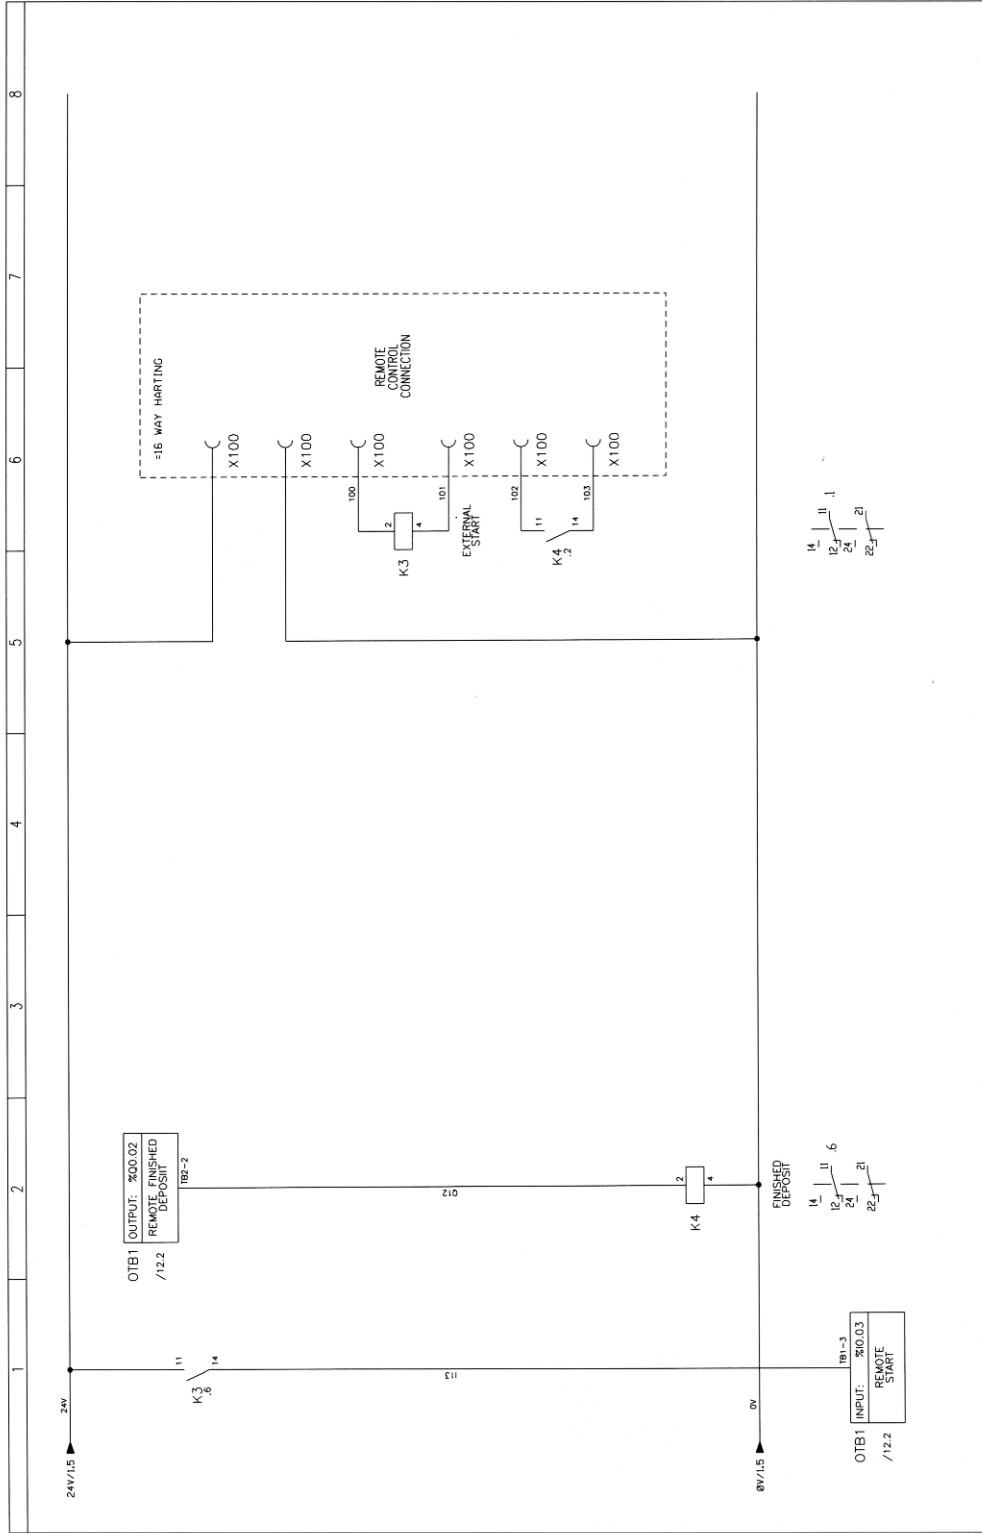 1
2
3
4
5
6
7
8
24V/1.5
24V
K3
.6
11
14
113
0V/1.5
0V
OTB1
/12.2
TB1-3
INPUT: %I0.03
REMOTE
START
OTB1
/12.2
OUTPUT: %Q0.02
REMOTE FINISHED
DEPOSIIT
TB2-2
Q12
K4
2
4
FINISHED
DEPOSIT
14
11
.6
12
24
21
22
=16 WAY HARTING
REMOTE
CONTROL
CONNECTION
X100
X100
X100
X100
X100
X100
100
K3
2
4
101
EXTERNAL
START
102
K4
.2
11
14
103
14
11
.1
12
24
21
22